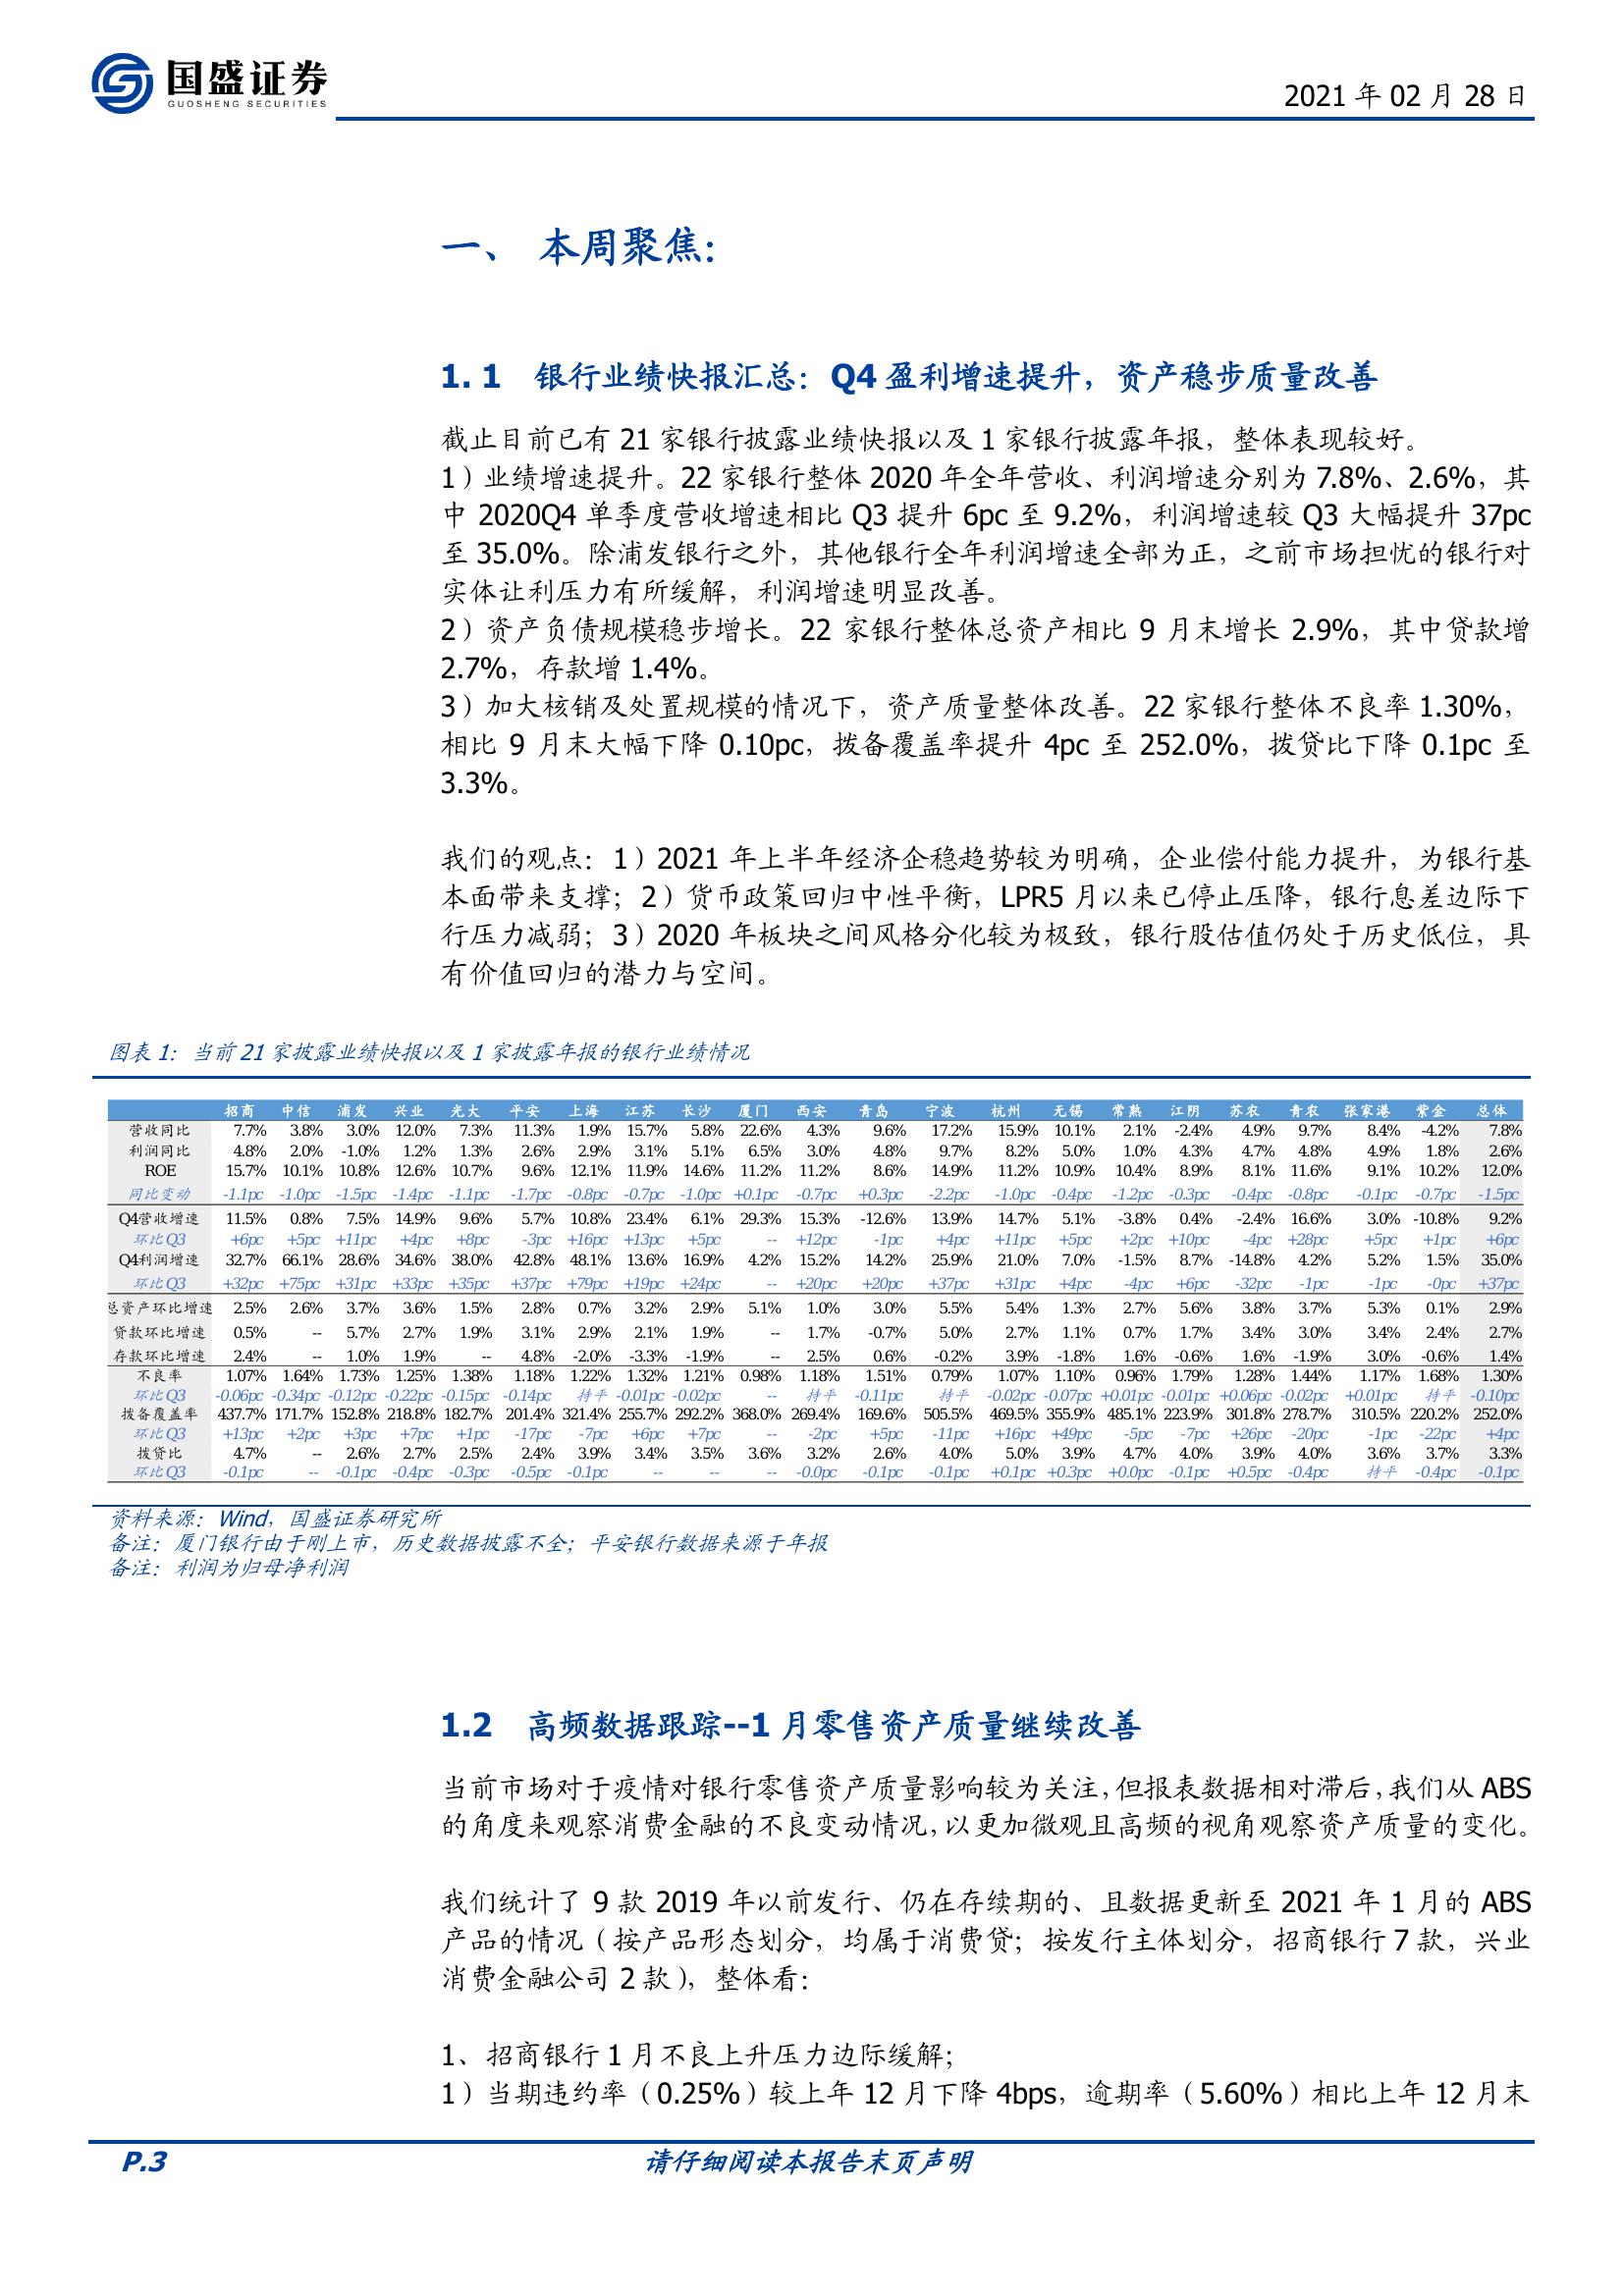 国盛证券
GUOSHENG SECURITIES
2021 年 02 月 28 日
一、 本周聚焦：
1. 1 银行业绩快报汇总：Q4 盈利增速提升，资产稳步质量改善
截止目前已有 21 家银行披露业绩快报以及 1 家银行披露年报，整体表现较好。
1）业绩增速提升。22 家银行整体 2020 年全年营收、利润增速分别为 7.8%、2.6%，其
中 2020Q4 单季度营收增速相比 Q3 提升 6pc 至 9.2%，利润增速较 Q3 大幅提升 37pc
至 35.0%。除浦发银行之外，其他银行全年利润增速全部为正，之前市场担忧的银行对
实体让利压力有所缓解，利润增速明显改善。
2）资产负债规模稳步增长。22 家银行整体总资产相比 9 月末增长 2.9%，其中贷款增
2.7%，存款增 1.4%。
3）加大核销及处置规模的情况下，资产质量整体改善。22 家银行整体不良率 1.30%，
相比 9 月末大幅下降 0.10pc，拨备覆盖率提升 4pc 至 252.0%，拨贷比下降 0.1pc 至
3.3%。
我们的观点：1）2021 年上半年经济企稳趋势较为明确，企业偿付能力提升，为银行基
本面带来支撑；2）货币政策回归中性平衡，LPR5 月以来已停止压降，银行息差边际下
行压力减弱；3）2020 年板块之间风格分化较为极致，银行股估值仍处于历史低位，具
有价值回归的潜力与空间。
图表 1：当前 21 家披露业绩快报以及 1 家披露年报的银行业绩情况
招商 中信 浦发 兴业 光大 平安 上海 江苏 长沙 厦门 西安 青岛 宁波 杭州 无锡 常熟 江阴 苏农 青农 张家港 紫金 总体
营收同比 7.7% 3.8% 3.0% 12.0% 7.3% 11.3% 1.9% 15.7% 5.8% 22.6% 4.3% 9.6% 17.2% 15.9% 10.1% 2.1% -2.4% 4.9% 9.7% 8.4% -4.2% 7.8%
利润同比 4.8% 2.0% -1.0% 1.2% 1.3% 2.6% 2.9% 3.1% 5.1% 6.5% 3.0% 4.8% 9.7% 8.2% 5.0% 1.0% 4.3% 4.7% 4.8% 4.9% 1.8% 2.6%
ROE 15.7% 10.1% 10.8% 12.6% 10.7% 9.6% 12.1% 11.9% 14.6% 11.2% 11.2% 8.6% 14.9% 11.2% 10.9% 10.4% 8.9% 8.1% 11.6% 9.1% 10.2% 12.0%
同比变动 -1.1pc -1.0pc -1.5pc -1.4pc -1.1pc -1.7pc -0.8pc -0.7pc -1.0pc +0.1pc -0.7pc +0.3pc -2.2pc -1.0pc -0.4pc -1.2pc -0.3pc -0.4pc -0.8pc -0.1pc -0.7pc -1.5pc
Q4营收增速 11.5% 0.8% 7.5% 14.9% 9.6% 5.7% 10.8% 23.4% 6.1% 29.3% 15.3% -12.6% 13.9% 14.7% 5.1% -3.8% 0.4% -2.4% 16.6% 3.0% -10.8% 9.2%
环比Q3 +6pc +5pc +11pc +4pc +8pc -3pc +16pc +13pc +5pc -- +12pc -1pc +4pc +11pc +5pc +2pc +10pc -4pc +28pc +5pc +1pc +6pc
Q4利润增速 32.7% 66.1% 28.6% 34.6% 38.0% 42.8% 48.1% 13.6% 16.9% 4.2% 15.2% 14.2% 25.9% 21.0% 7.0% -1.5% 8.7% -14.8% 4.2% 5.2% 1.5% 35.0%
环比Q3 +32pc +75pc +31pc +33pc +35pc +37pc +79pc +19pc +24pc -- +20pc +20pc +37pc +31pc +4pc -4pc +6pc -32pc -1pc -1pc -0pc +37pc
总资产环比增速 2.5% 2.6% 3.7% 3.6% 1.5% 2.8% 0.7% 3.2% 2.9% 5.1% 1.0% 3.0% 5.5% 5.4% 1.3% 2.7% 5.6% 3.8% 3.7% 5.3% 0.1% 2.9%
贷款环比增速 0.5% -- 5.7% 2.7% 1.9% 3.1% 2.9% 2.1% 1.9% -- 1.7% -0.7% 5.0% 2.7% 1.1% 0.7% 1.7% 3.4% 3.0% 3.4% 2.4% 2.7%
存款环比增速 2.4% -- 1.0% 1.9% -- 4.8% -2.0% -3.3% -1.9% -- 2.5% 0.6% -0.2% 3.9% -1.8% 1.6% -0.6% 1.6% -1.9% 3.0% -0.6% 1.4%
不良率 1.07% 1.64% 1.73% 1.25% 1.38% 1.18% 1.22% 1.32% 1.21% 0.98% 1.18% 1.51% 0.79% 1.07% 1.10% 0.96% 1.79% 1.28% 1.44% 1.17% 1.68% 1.30%
环比Q3 -0.06pc -0.34pc -0.12pc -0.22pc -0.15pc -0.14pc 持平 -0.01pc -0.02pc -- 持平 -0.11pc 持平 -0.02pc -0.07pc +0.01pc -0.01pc +0.06pc -0.02pc +0.01pc 持平 -0.10pc
拨备覆盖率 437.7% 171.7% 152.8% 218.8% 182.7% 201.4% 321.4% 255.7% 292.2% 368.0% 269.4% 169.6% 505.5% 469.5% 355.9% 485.1% 223.9% 301.8% 278.7% 310.5% 220.2% 252.0%
环比Q3 +13pc +2pc +3pc +7pc +1pc -17pc -7pc +6pc +7pc -- -2pc +5pc -11pc +16pc +49pc -5pc -7pc +26pc -20pc -1pc -22pc +4pc
拨贷比 4.7% -- 2.6% 2.7% 2.5% 2.4% 3.9% 3.4% 3.5% 3.6% 3.2% 2.6% 4.0% 5.0% 3.9% 4.7% 4.0% 3.9% 4.0% 3.6% 3.7% 3.3%
环比Q3 -0.1pc -- -0.1pc -0.4pc -0.3pc -0.5pc -0.1pc -- -- -- -0.0pc -0.1pc -0.1pc +0.1pc +0.3pc +0.0pc -0.1pc +0.5pc -0.4pc 持平 -0.4pc -0.1pc
资料来源：Wind，国盛证券研究所
备注：厦门银行由于刚上市，历史数据披露不全；平安银行数据来源于年报
备注：利润为归母净利润
1.2 高频数据跟踪--1 月零售资产质量继续改善
当前市场对于疫情对银行零售资产质量影响较为关注，但报表数据相对滞后，我们从 ABS
的角度来观察消费金融的不良变动情况，以更加微观且高频的视角观察资产质量的变化。
我们统计了 9 款 2019 年以前发行、仍在存续期的、且数据更新至 2021 年 1 月的 ABS
产品的情况（按产品形态划分，均属于消费贷；按发行主体划分，招商银行 7 款，兴业
消费金融公司 2 款），整体看：
1、招商银行 1 月不良上升压力边际缓解；
1）当期违约率（0.25%）较上年 12 月下降 4bps，逾期率（5.60%）相比上年 12 月末
P.3
请仔细阅读本报告末页声明